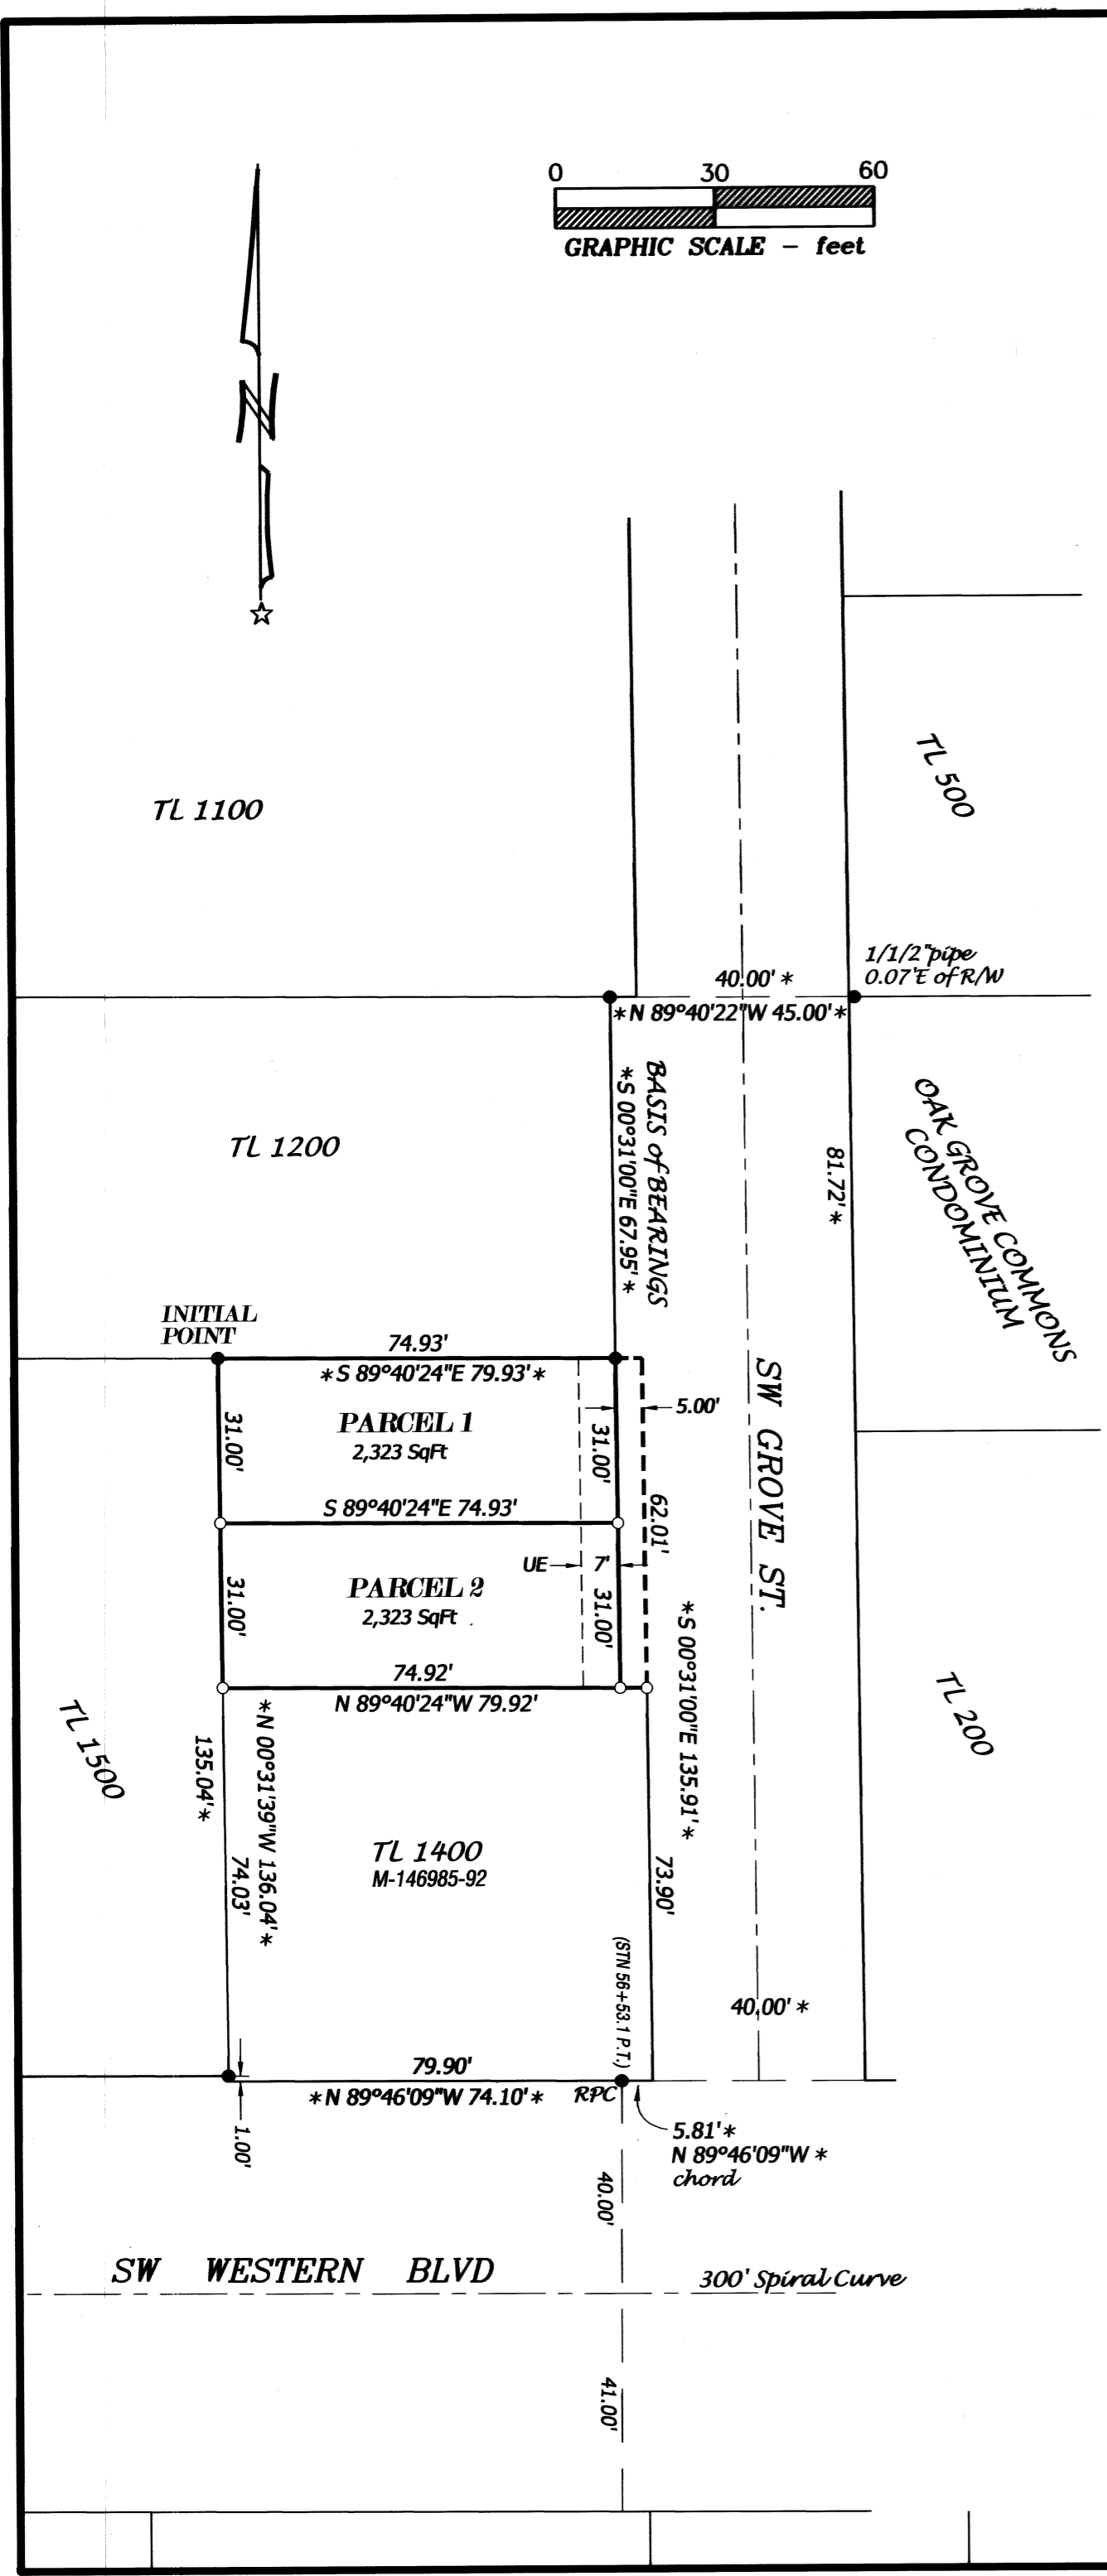 0 30 60
GRAPHIC SCALE – feet
N
TL 500
TL 1100
1/1/2"pipe
0.07'E of R/W
40.00' *
*N 89°40'22"W 45.00'*
BASIS of BEARINGS
*S 00°31'00"E 67.95'*
81.72'*
OAK GROVE COMMONS
CONDOMINIUM
TL 1200
INITIAL
POINT
74.93'
*S 89°40'24"E 79.93'*
PARCEL 1
2,323 SqFt
31.00'
31.00'
5.00'
SW GROVE ST.
S 89°40'24"E 74.93'
62.01'
UE
7'
PARCEL 2
2,323 SqFt
31.00'
31.00'
74.92'
N 89°40'24"W 79.92'
*S 00°31'00"E 135.91'*
TL 200
TL 1500
135.04'*
*N 00°31'39"W 136.04'*
74.03'
TL 1400
M-146985-92
73.90'
(STN 56+53.1 P.T.)
40.00' *
79.90'
*N 89°46'09"W 74.10'*
RPC
1.00'
5.81'*
N 89°46'09"W *
chord
40.00'
SW WESTERN BLVD
300' Spiral Curve
41.00'